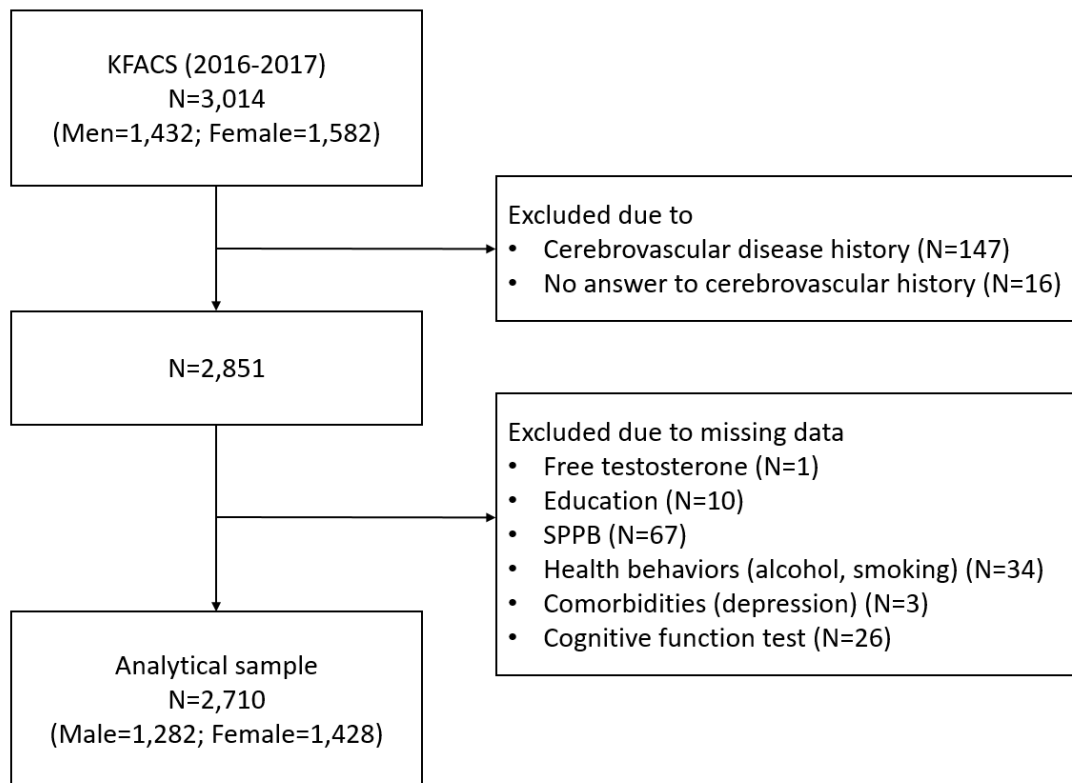 KFACS (2016-2017)
N=3,014
(Men=1,432; Female=1,582)
Excluded due to
• Cerebrovascular disease history (N=147)
• No answer to cerebrovascular history (N=16)
N=2,851
Excluded due to missing data
• Free testosterone (N=1)
• Education (N=10)
• SPPB (N=67)
• Health behaviors (alcohol, smoking) (N=34)
• Comorbidities (depression) (N=3)
• Cognitive function test (N=26)
Analytical sample
N=2,710
(Male=1,282; Female=1,428)